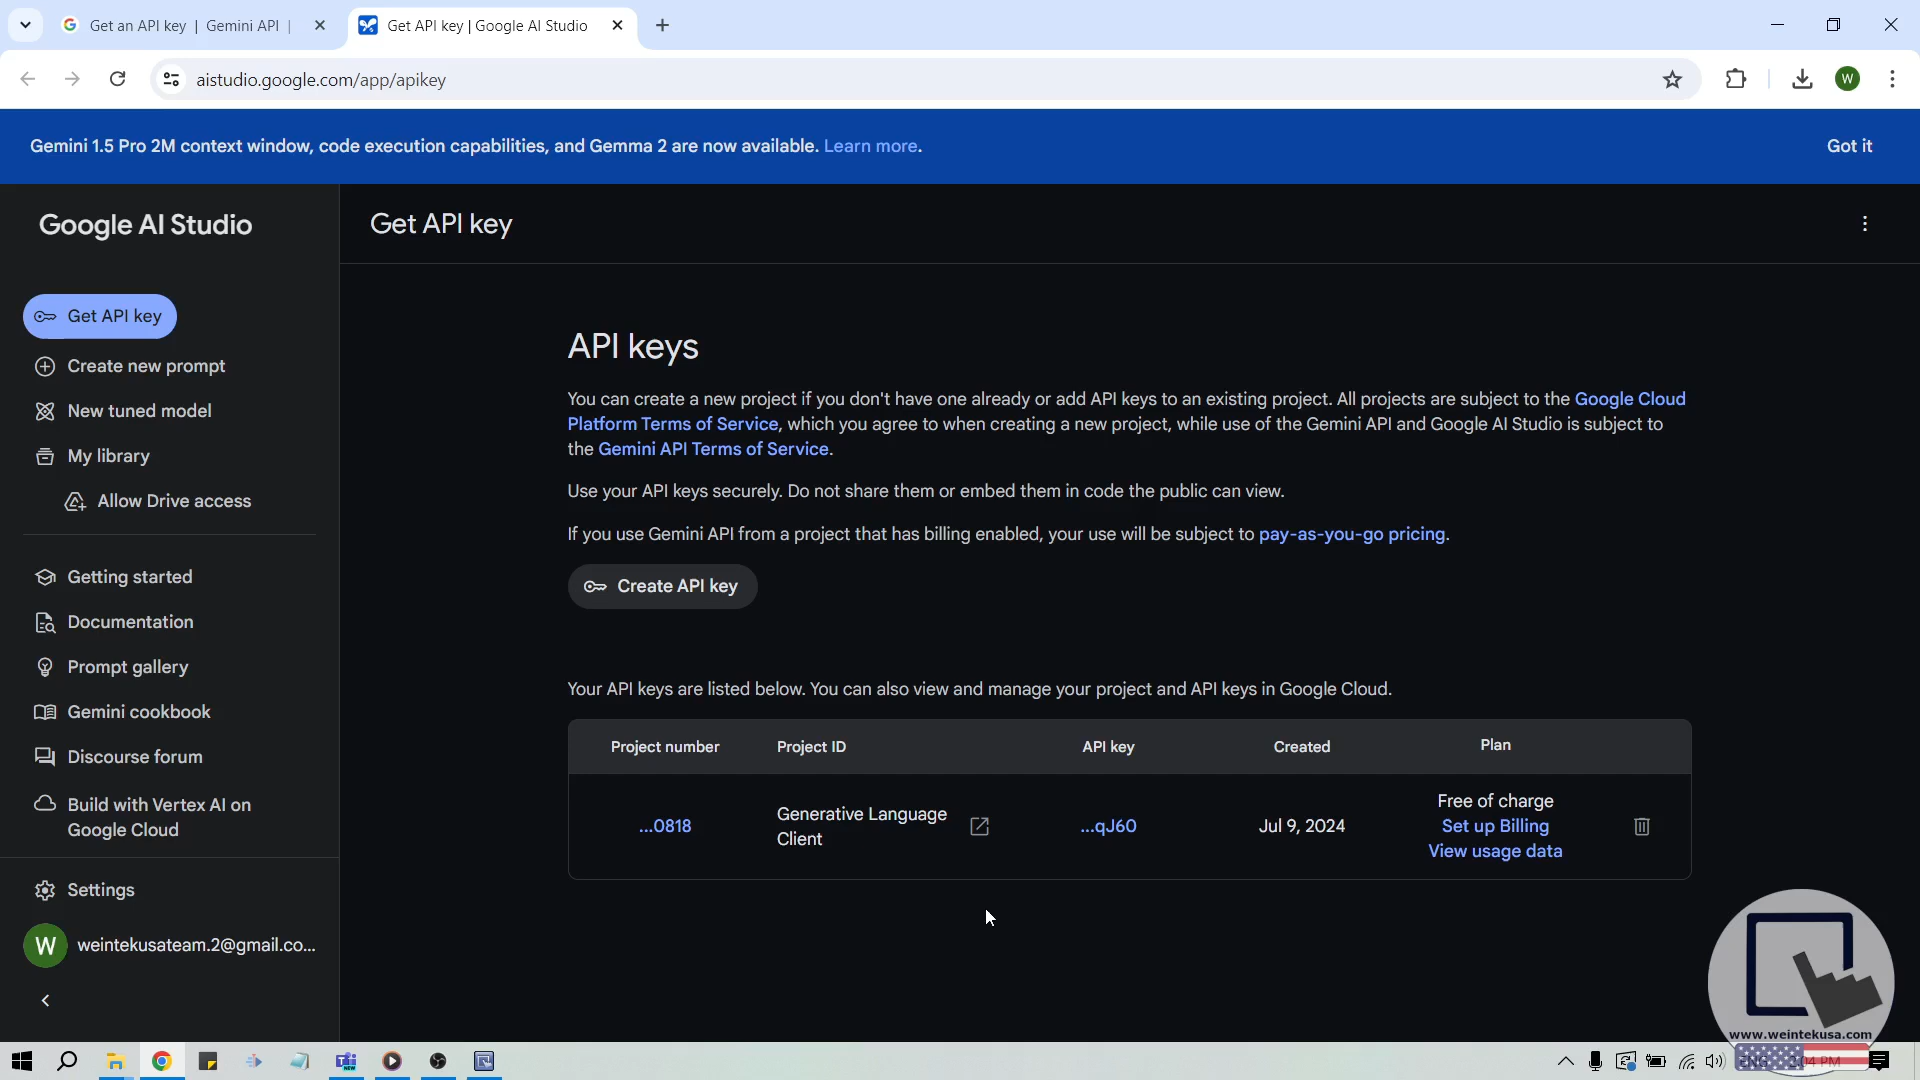 Get an API key | Gemini API |
Get API key | Google AI Studio
aistudio.google.com/app/apikey
W
Gemini 1.5 Pro 2M context window, code execution capabilities, and Gemma 2 are now available. Learn more.
Got it
Google AI Studio
Get API key
Get API key
Create new prompt
New tuned model
My library
Allow Drive access
Getting started
Documentation
Prompt gallery
Gemini cookbook
Discourse forum
Build with Vertex AI on
Google Cloud
Settings
W
weintekusateam.2@gmail.co...
API keys
You can create a new project if you don't have one already or add API keys to an existing project. All projects are subject to the Google Cloud
Platform Terms of Service, which you agree to when creating a new project, while use of the Gemini API and Google AI Studio is subject to
the Gemini API Terms of Service.
Use your API keys securely. Do not share them or embed them in code the public can view.
If you use Gemini API from a project that has billing enabled, your use will be subject to pay-as-you-go pricing.
Create API key
Your API keys are listed below. You can also view and manage your project and API keys in Google Cloud.
Project number Project ID API key Created Plan
...0818
Generative Language
Client
...qJ60
Jul 9, 2024
Free of charge
Set up Billing
View usage data
www.weintekusa.com
NEW